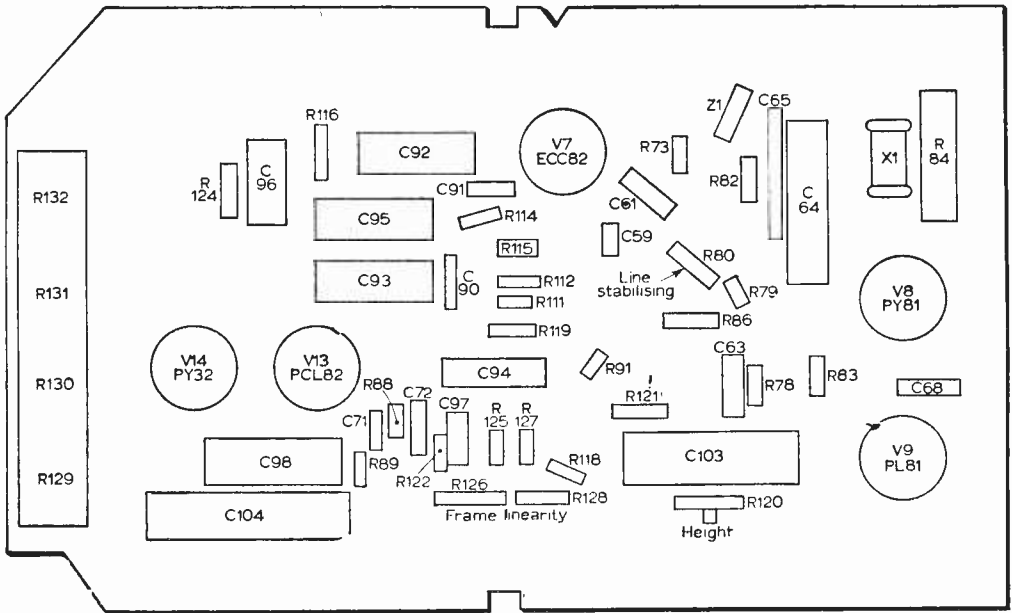 R116
R
124
C
96
C92
C91
R114
C95
R115
C93
C
90
R112
R111
R119
V7
ECC82
R73
Z1
C65
R82
C61
C59
R80
Line
stabilising
R79
R86
C
64
X1
R
84
V8
PY81
R132
R131
R130
R129
V14
PY32
V13
PCL82
C94
R91
C63
R78
R83
C68
R121
R88
C72
C71
C97
R
125
R
127
R89
R122
R118
C98
C103
V9
PL81
R126
R128
Frame linearity
R120
Height
C104